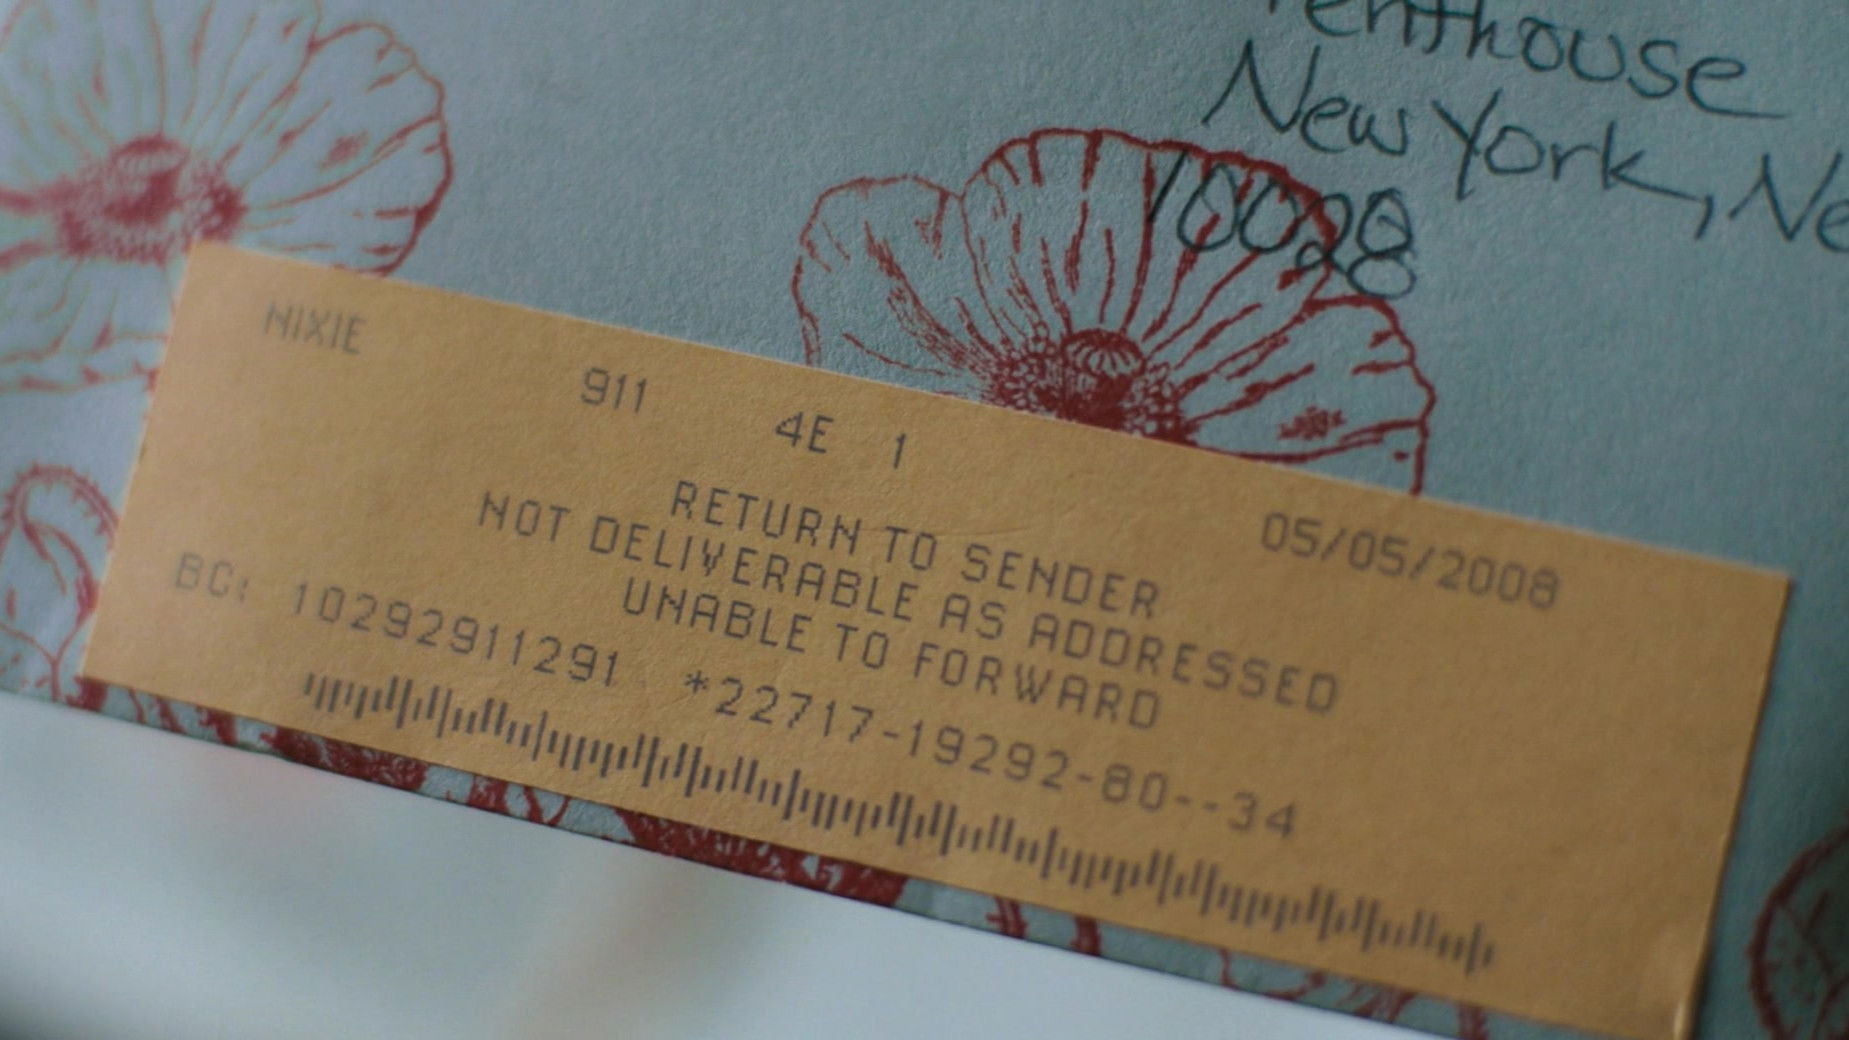 Penthouse
New York, Ne
10028
NIXIE 911 4E 1 05/05/2008
RETURN TO SENDER
NOT DELIVERABLE AS ADDRESSED
UNABLE TO FORWARD
BC: 10292911291 *22717-19292-80--34